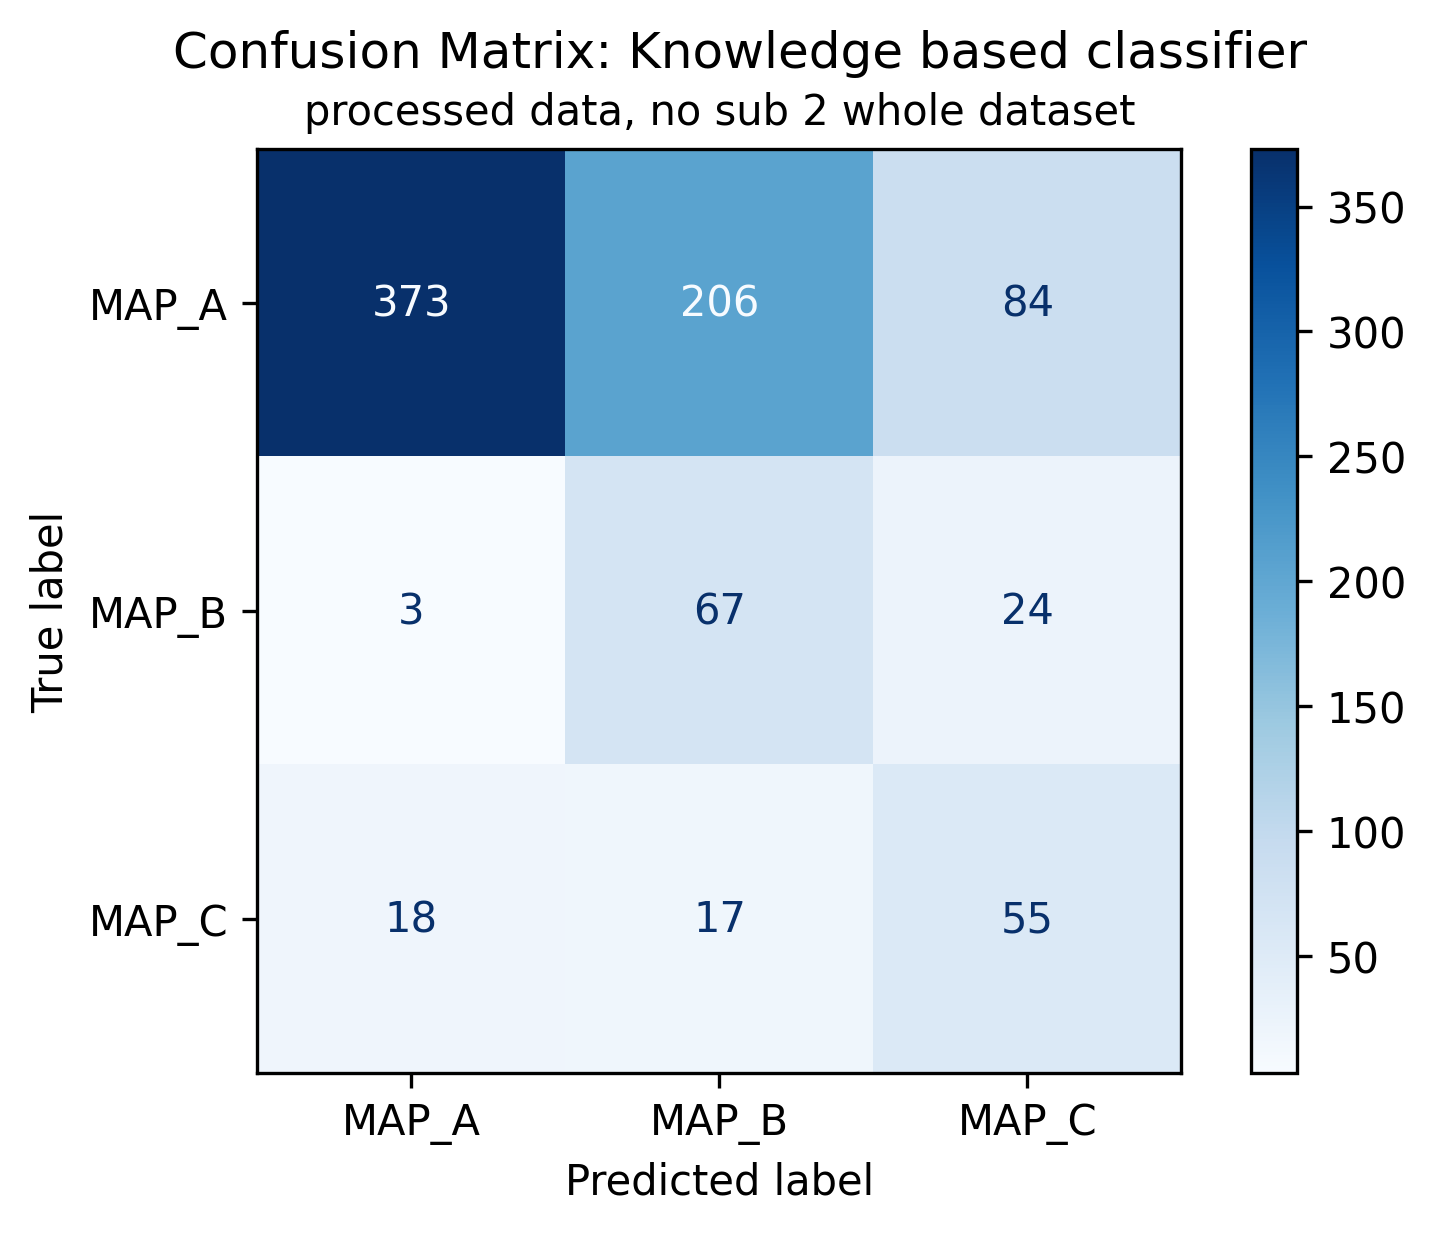 Confusion Matrix: Knowledge based classifier
processed data, no sub 2 whole dataset
True label
MAP_A
373 206 84
MAP_B
3 67 24
MAP_C
18 17 55
MAP_A MAP_B MAP_C
Predicted label
350
300
250
200
150
100
50